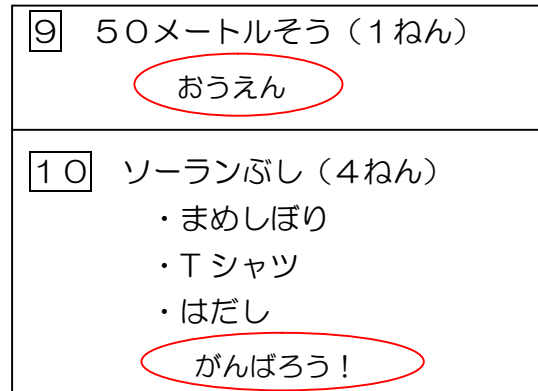 ９ ５０メートルそう（１ねん）
おうえん
１０ ソーランぶし（４ねん）
・まめしぼり
・Ｔシャツ
・はだし
がんばろう！